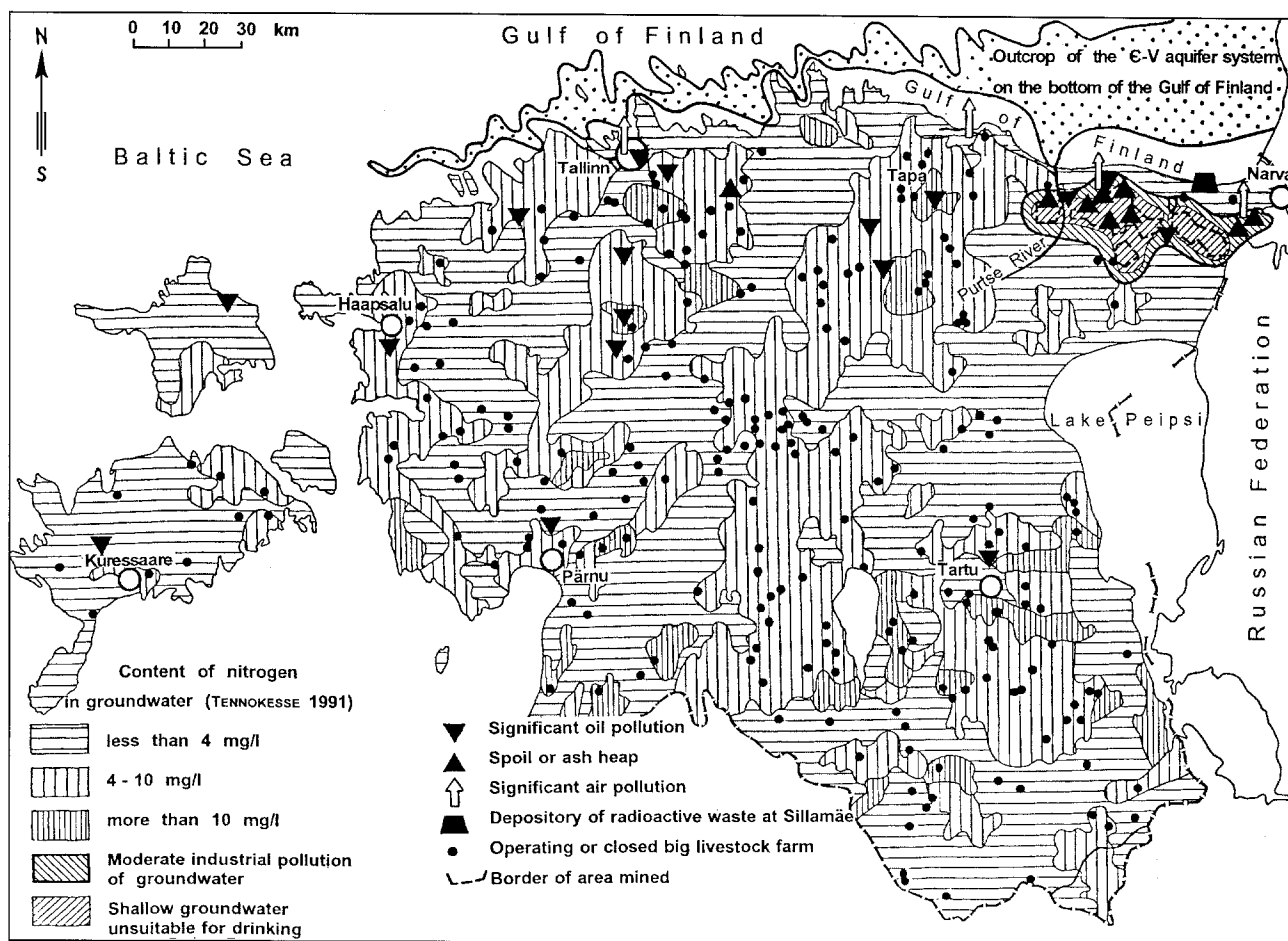 N
S
0 10 20 30 km
Gulf of Finland
Outcrop of the Є-V aquifer system
on the bottom of the Gulf of Finland
Gulf of
Finland
Baltic Sea
Tallinn
Tapa
Narva
Purtse River
Haapsalu
Lake Peipsi
Russian Federation
Kuressaare
Pärnu
Tartu
Content of nitrogen
in groundwater (TENNOKESSE 1991)
less than 4 mg/l
4 - 10 mg/l
more than 10 mg/l
Moderate industrial pollution
of groundwater
Shallow groundwater
unsuitable for drinking
Significant oil pollution
Spoil or ash heap
Significant air pollution
Depository of radioactive waste at Sillamäe
Operating or closed big livestock farm
Border of area mined